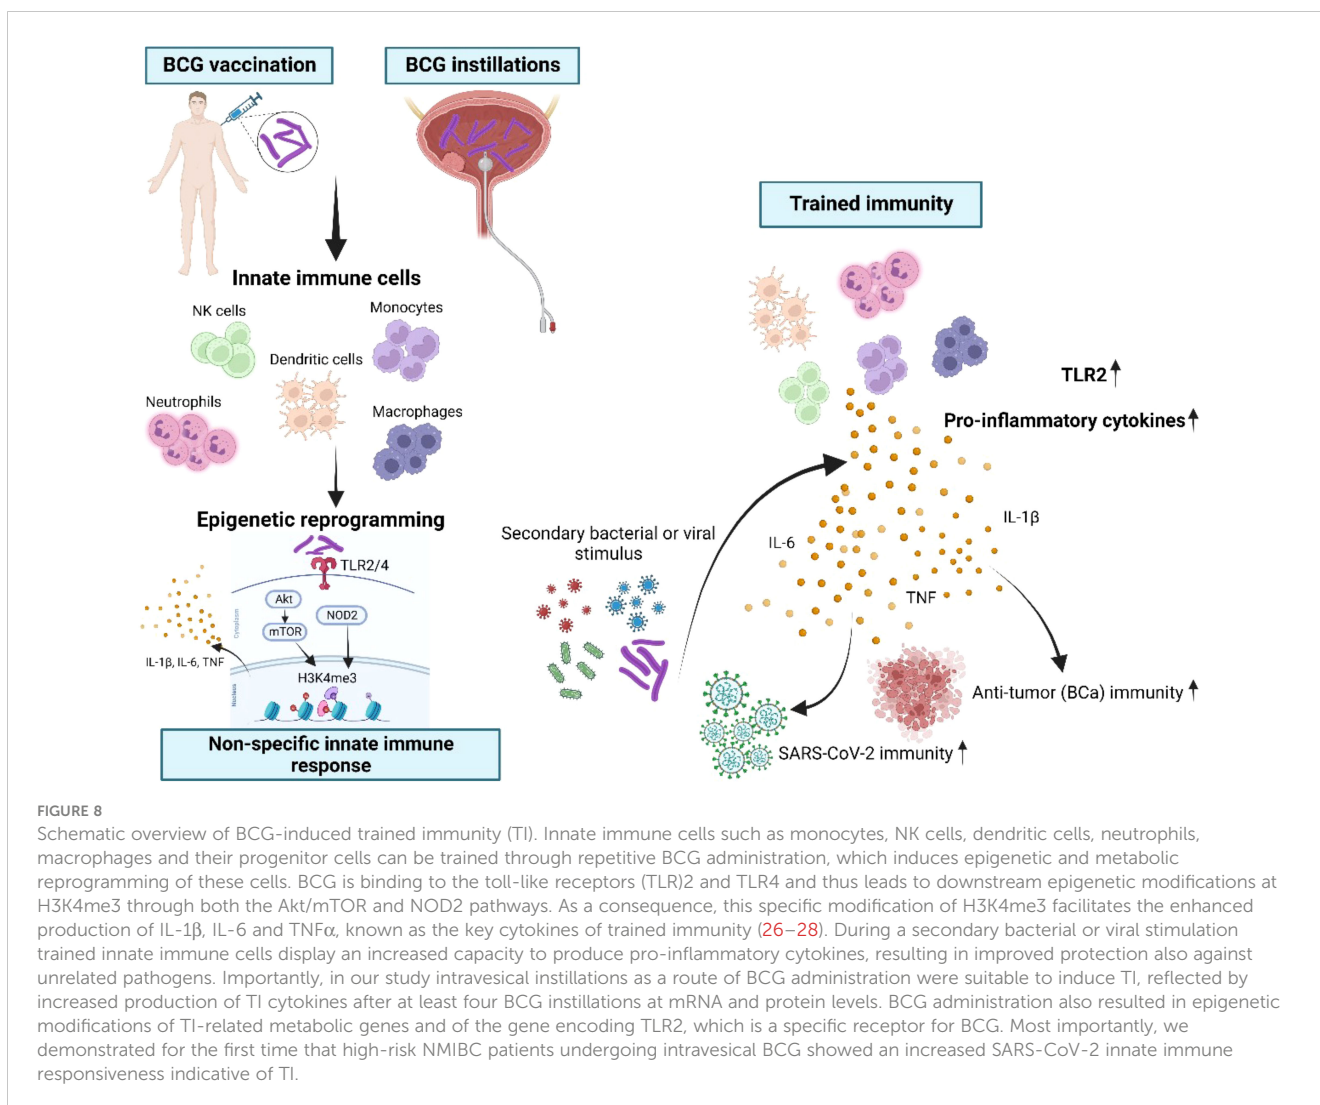 BCG vaccination
BCG instillations
Innate immune cells
NK cells
Monocytes
Dendritic cells
Neutrophils
Macrophages
Epigenetic reprogramming
TLR2/4
Akt
NOD2
mTOR
Cytoplasm
IL-1β, IL-6, TNF
H3K4me3
Nucleus
Non-specific innate immune
response
Trained immunity
TLR2
Pro-inflammatory cytokines
Secondary bacterial or viral
stimulus
IL-6
IL-1β
TNF
Anti-tumor (BCa) immunity
SARS-CoV-2 immunity
FIGURE 8
Schematic overview of BCG-induced trained immunity (TI). Innate immune cells such as monocytes, NK cells, dendritic cells, neutrophils,
macrophages and their progenitor cells can be trained through repetitive BCG administration, which induces epigenetic and metabolic
reprogramming of these cells. BCG is binding to the toll-like receptors (TLR)2 and TLR4 and thus leads to downstream epigenetic modifications at
H3K4me3 through both the Akt/mTOR and NOD2 pathways. As a consequence, this specific modification of H3K4me3 facilitates the enhanced
production of IL-1β, IL-6 and TNFα, known as the key cytokines of trained immunity (26–28). During a secondary bacterial or viral stimulation
trained innate immune cells display an increased capacity to produce pro-inflammatory cytokines, resulting in improved protection also against
unrelated pathogens. Importantly, in our study intravesical instillations as a route of BCG administration were suitable to induce TI, reflected by
increased production of TI cytokines after at least four BCG instillations at mRNA and protein levels. BCG administration also resulted in epigenetic
modifications of TI-related metabolic genes and of the gene encoding TLR2, which is a specific receptor for BCG. Most importantly, we
demonstrated for the first time that high-risk NMIBC patients undergoing intravesical BCG showed an increased SARS-CoV-2 innate immune
responsiveness indicative of TI.